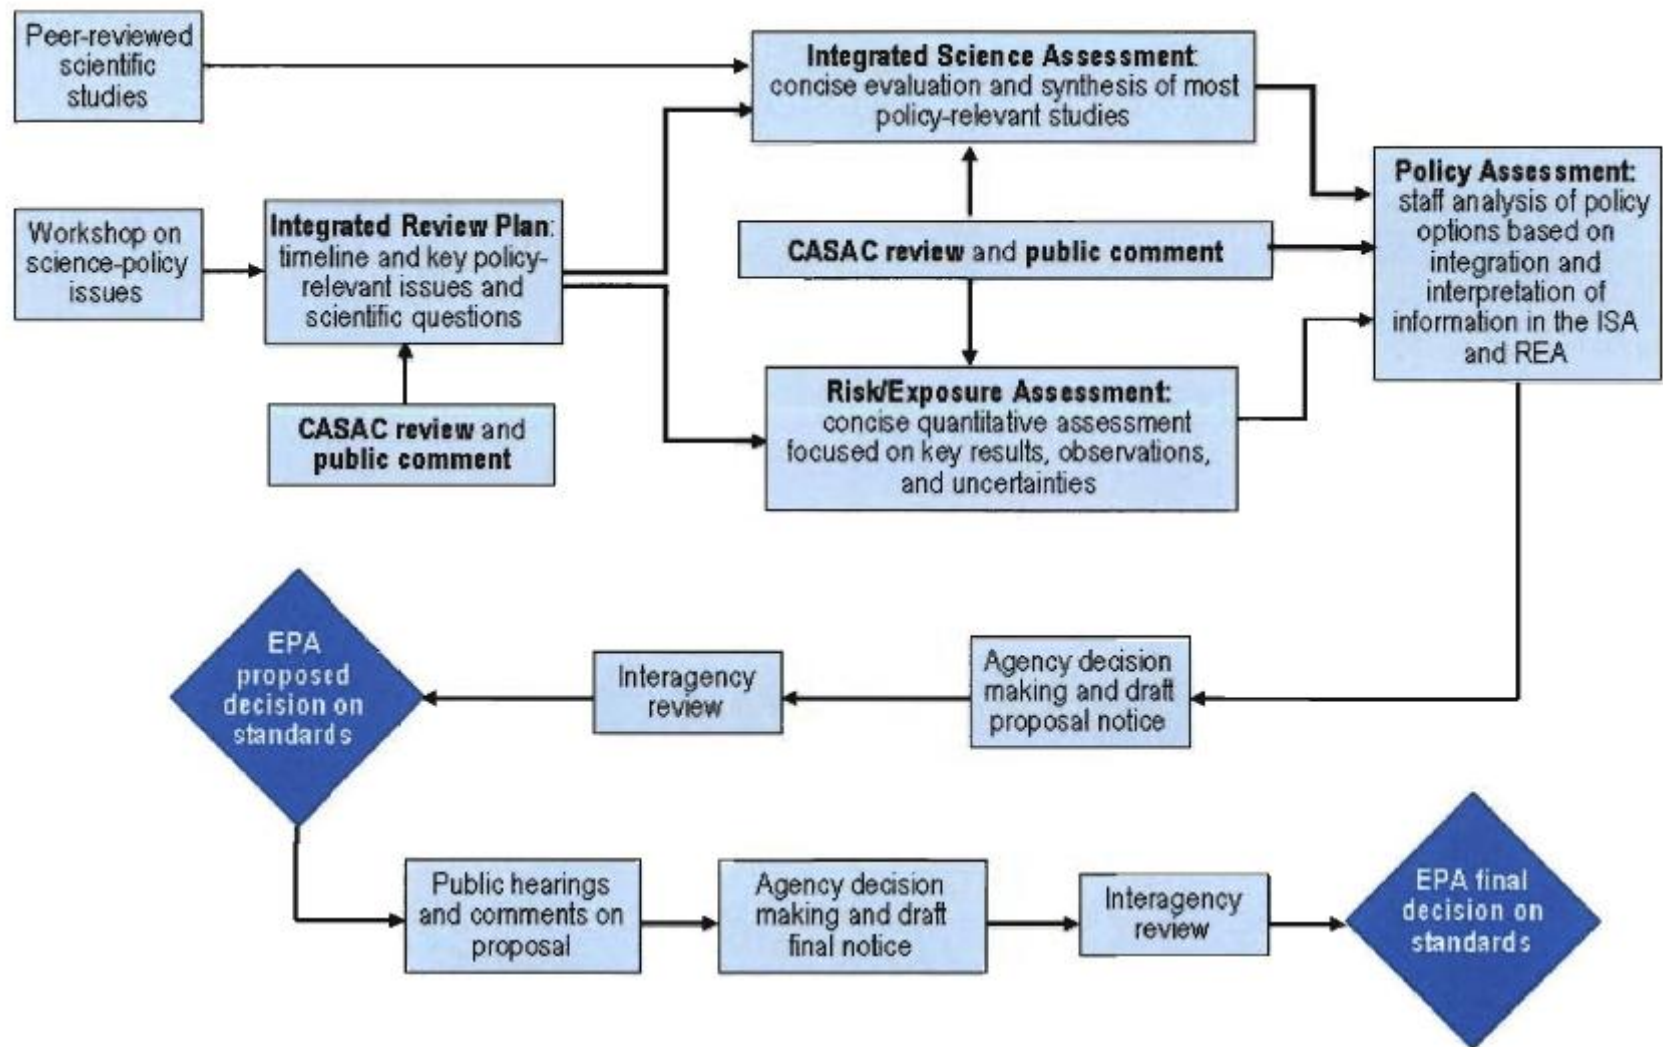 Peer-reviewed
scientific
studies
Integrated Science Assessment:
concise evaluation and synthesis of most
policy-relevant studies
Workshop on
science-policy
issues
Integrated Review Plan:
timeline and key policy-
relevant issues and
scientific questions
CASAC review and
public comment
CASAC review and public comment
Risk/Exposure Assessment:
concise quantitative assessment
focused on key results, observations,
and uncertainties
Policy Assessment:
staff analysis of policy
options based on
integration and
interpretation of
information in the ISA
and REA
Agency decision
making and draft
proposal notice
Interagency
review
EPA
proposed
decision on
standards
Public hearings
and comments on
proposal
Agency decision
making and draft
final notice
Interagency
review
EPA final
decision on
standards